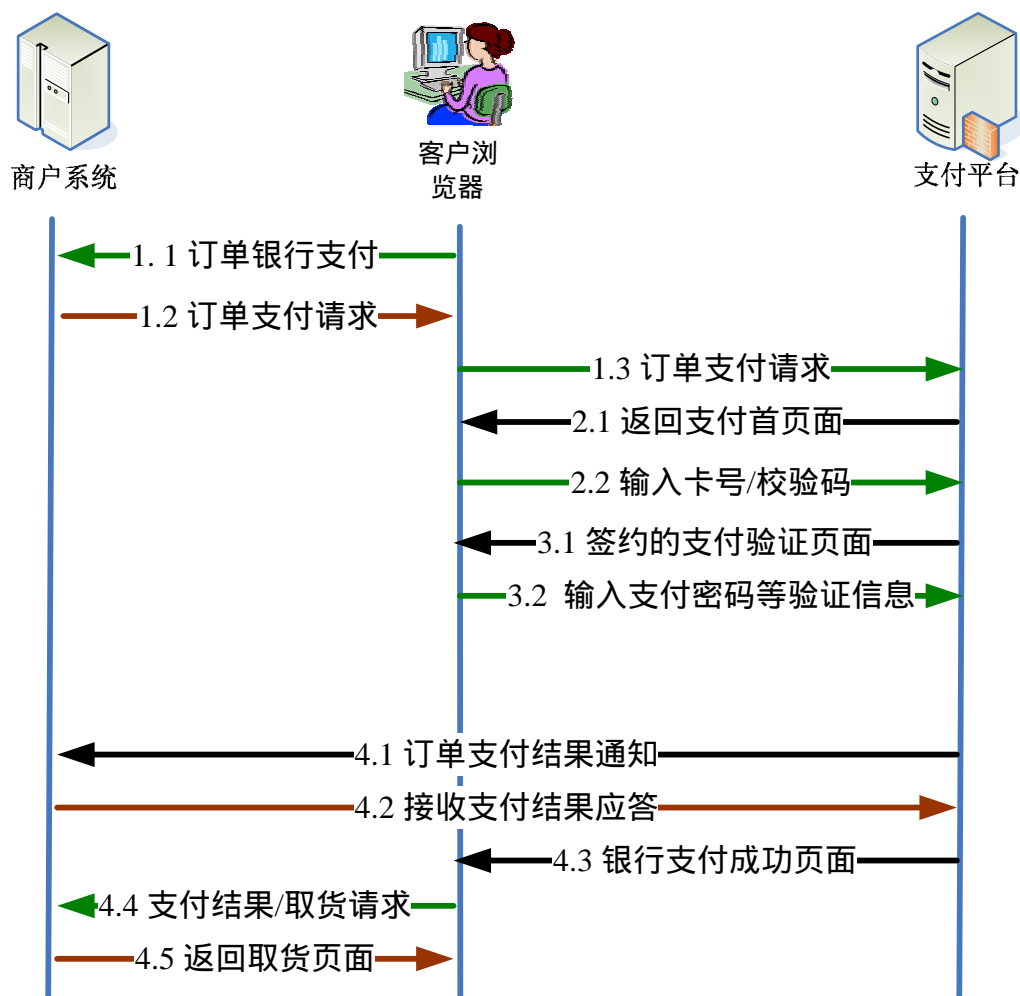 商户系统
客户浏
览器
支付平台
1. 1 订单银行支付
1.2 订单支付请求
1.3 订单支付请求
2.1 返回支付首页面
2.2 输入卡号/校验码
3.1 签约的支付验证页面
3.2 输入支付密码等验证信息
4.1 订单支付结果通知
4.2 接收支付结果应答
4.3 银行支付成功页面
4.4 支付结果/取货请求
4.5 返回取货页面